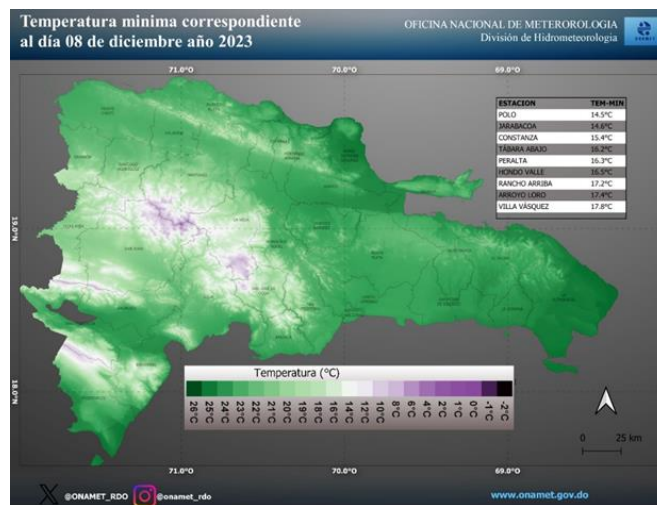 Temperatura minima correspondiente
al día 08 de diciembre año 2023
OFICINA NACIONAL DE METEROROLOGIA
División de Hidrometeorologia
ONAMET
71.0°O 70.0°O 69.0°O
19.0°N
18.0°N
ESTACION TEM-MIN
POLO 14.5°C
JARABACOA 14.6°C
CONSTANZA 15.4°C
TÁBARA ABAJO 16.2°C
PERALTA 16.3°C
HONDO VALLE 16.5°C
RANCHO ARRIBA 17.2°C
ARROYO LORO 17.4°C
VILLA VÁSQUEZ 17.8°C
Temperatura (°C)
26°C 25°C 24°C 23°C 22°C 21°C 20°C 19°C 18°C 16°C 14°C 12°C 10°C 8°C 6°C 4°C 2°C 1°C 0°C -1°C -2°C
0 25 km
71.0°O 70.0°O 69.0°O
@ONAMET_RDO @onamet_rdo
www.onamet.gov.do